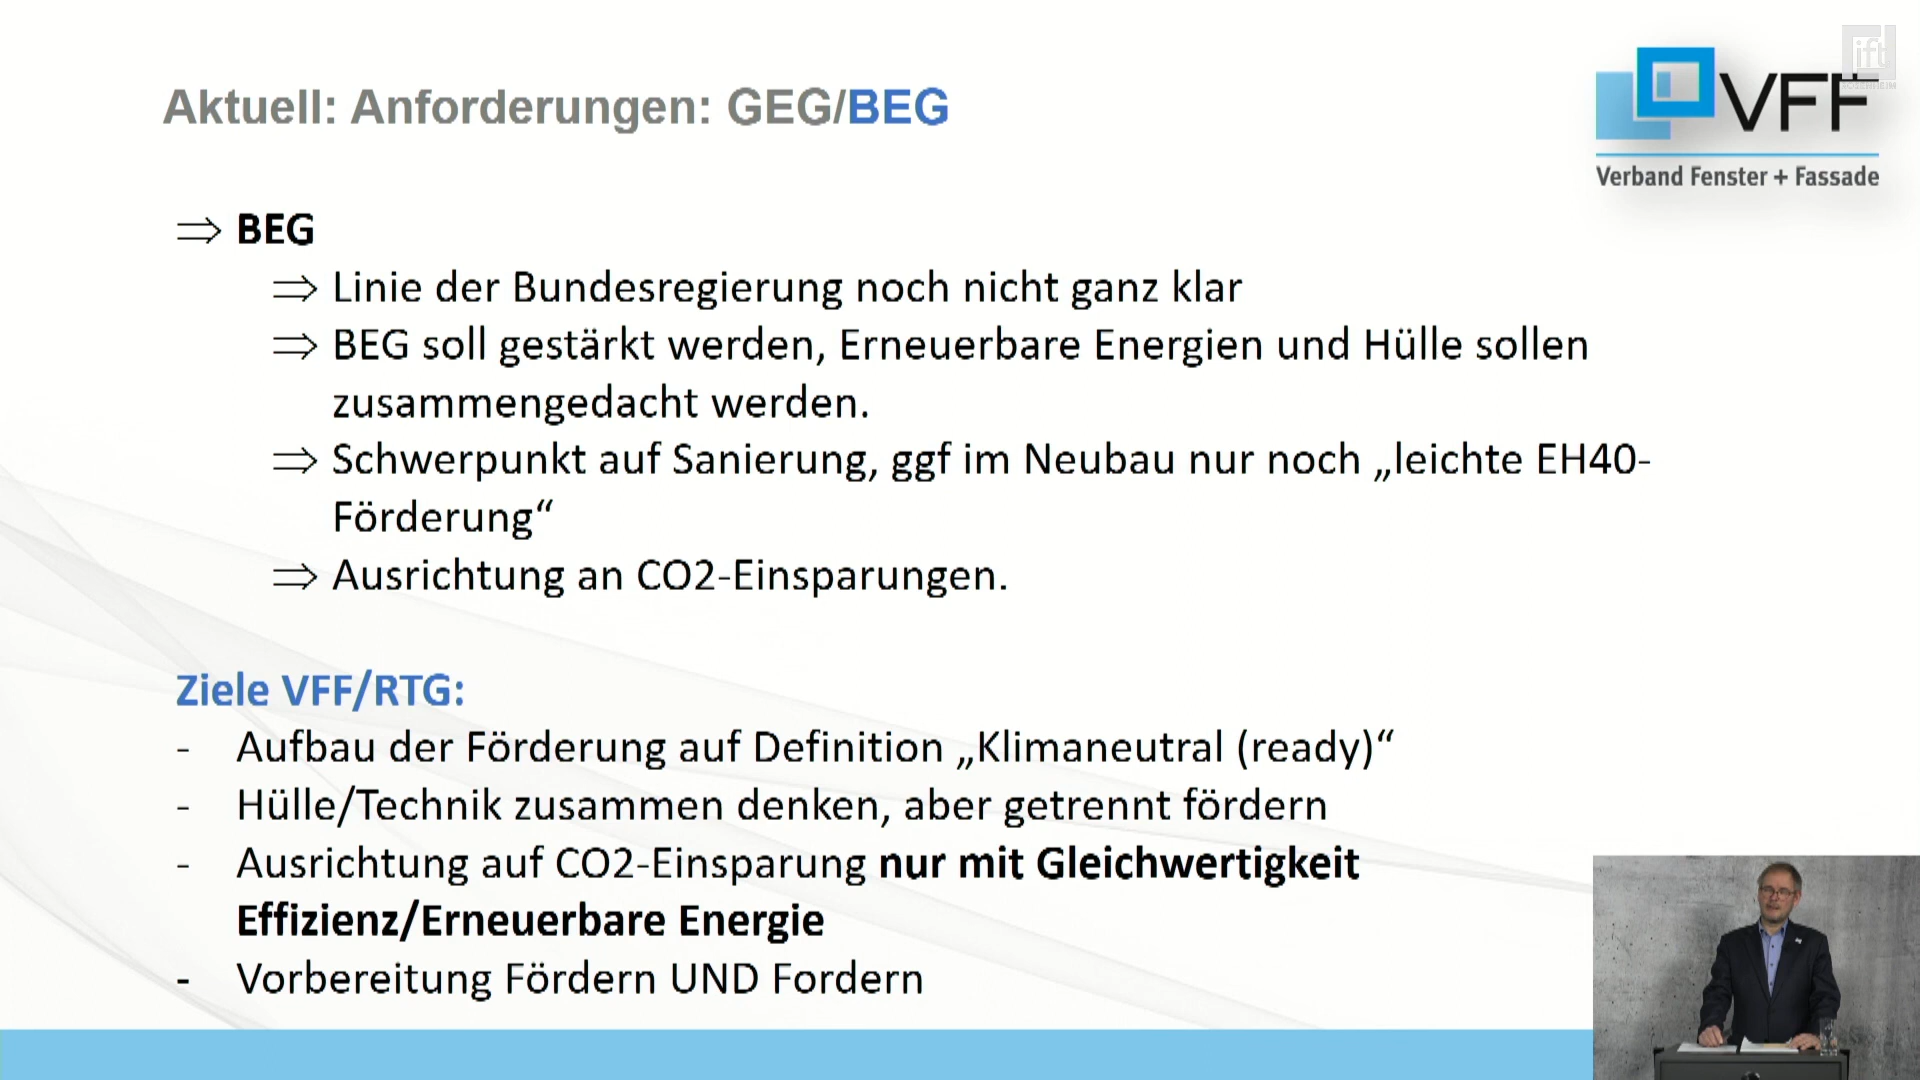 Aktuell: Anforderungen: GEG/BEG
ift
ROSENHEIM
VFF
Verband Fenster + Fassade
⇒ BEG
⇒ Linie der Bundesregierung noch nicht ganz klar
⇒ BEG soll gestärkt werden, Erneuerbare Energien und Hülle sollen
zusammengedacht werden.
⇒ Schwerpunkt auf Sanierung, ggf im Neubau nur noch „leichte EH40-
Förderung“
⇒ Ausrichtung an CO2-Einsparungen.
Ziele VFF/RTG:
- Aufbau der Förderung auf Definition „Klimaneutral (ready)“
- Hülle/Technik zusammen denken, aber getrennt fördern
- Ausrichtung auf CO2-Einsparung nur mit Gleichwertigkeit
Effizienz/Erneuerbare Energie
- Vorbereitung Fördern UND Fordern